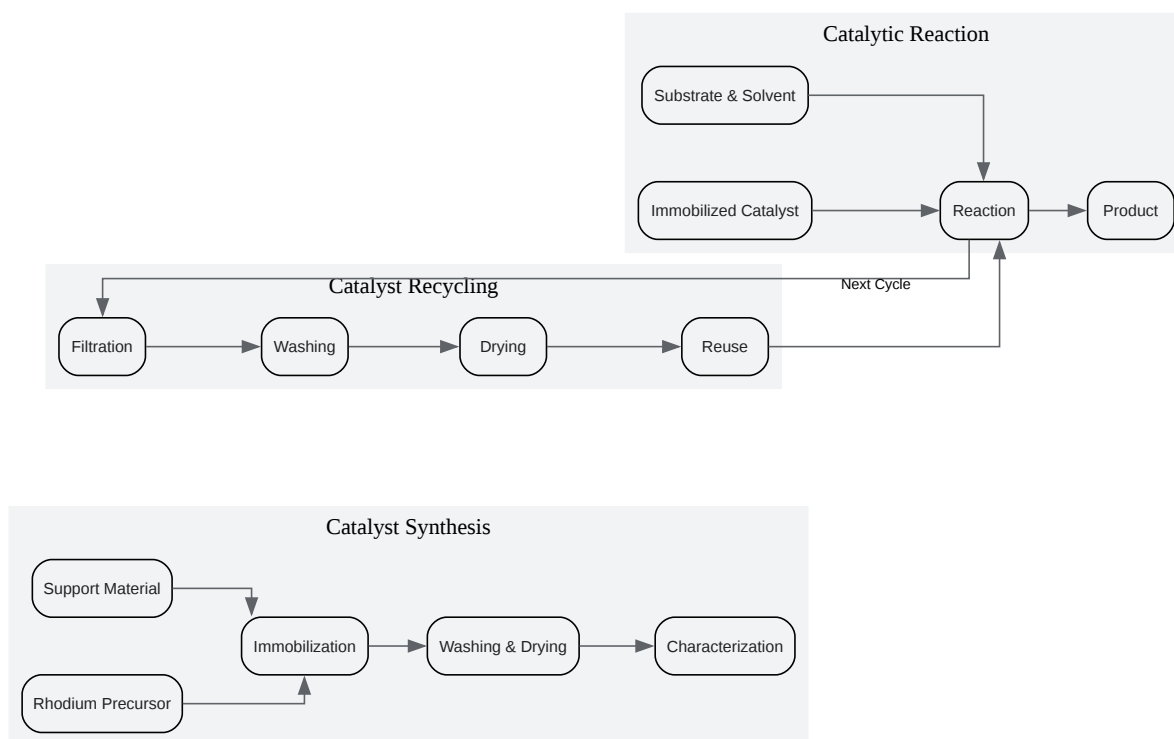 Catalytic Reaction
Substrate & Solvent
Immobilized Catalyst
Reaction
Product
Catalyst Recycling
Next Cycle
Filtration
Washing
Drying
Reuse
Catalyst Synthesis
Support Material
Immobilization
Washing & Drying
Characterization
Rhodium Precursor